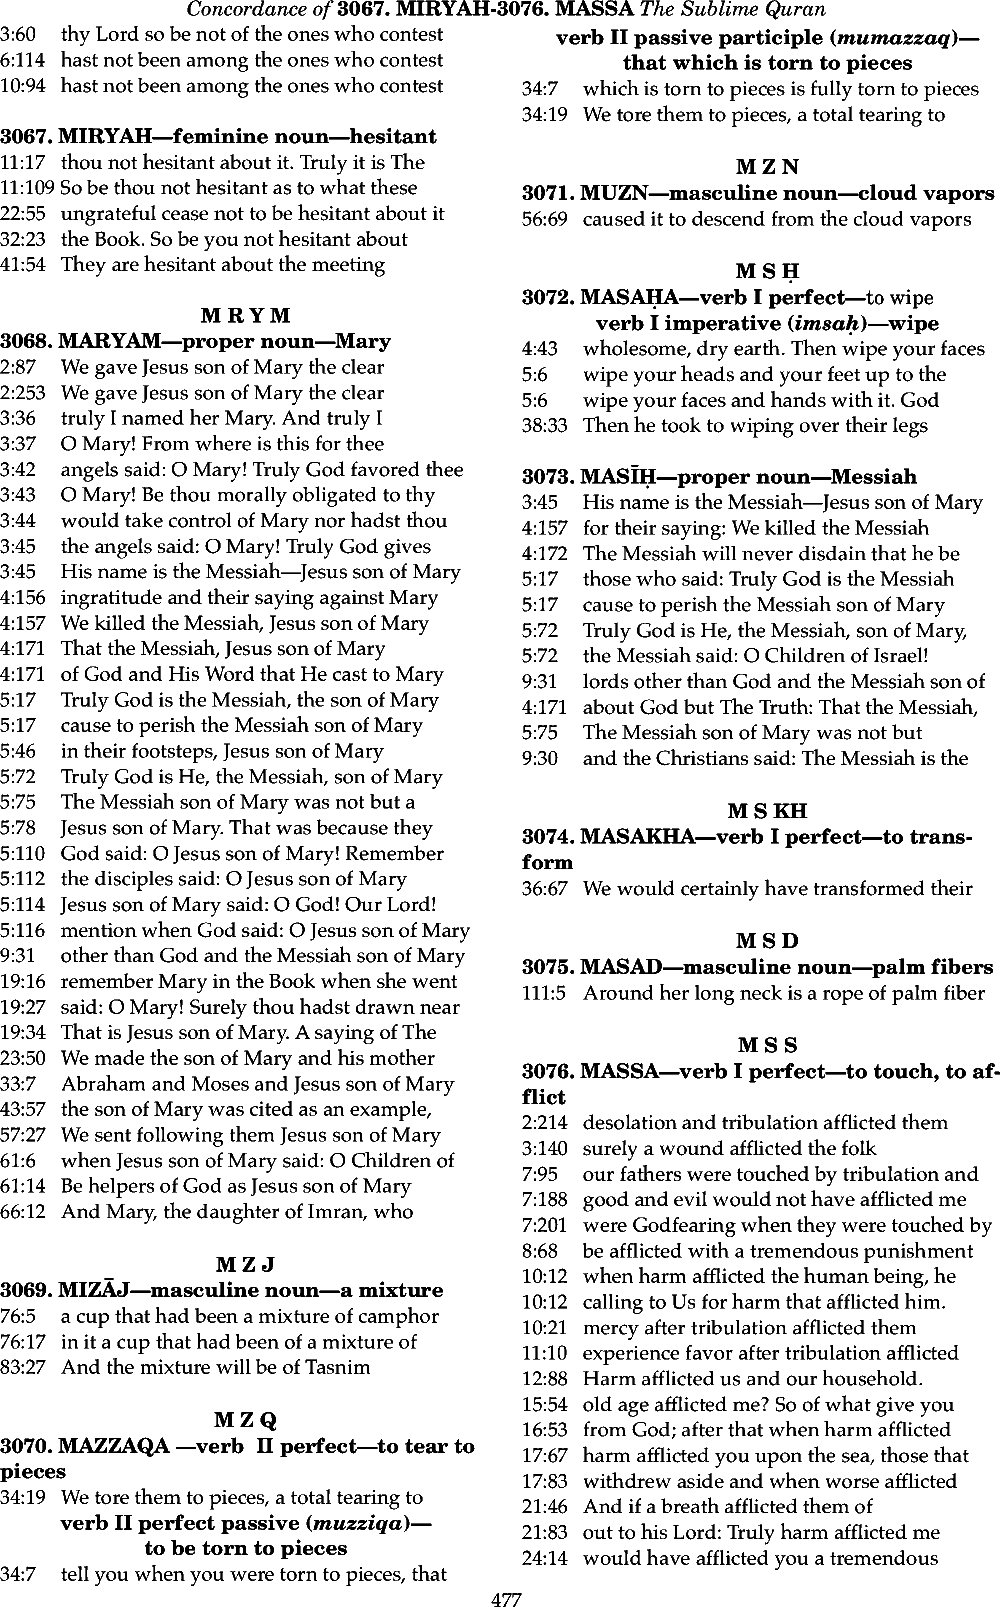 Concordance of 3067. MIRYAH-3076. MASSA The Sublime Quran
3:60 thy Lord so be not of the ones who contest
6:114 hast not been among the ones who contest
10:94 hast not been among the ones who contest
3067. MIRYAH—feminine noun—hesitant
11:17 thou not hesitant about it. Truly it is The
11:109 So be thou not hesitant as to what these
22:55 ungrateful cease not to be hesitant about it
32:23 the Book. So be you not hesitant about
41:54 They are hesitant about the meeting
M R Y M
3068. MARYAM—proper noun—Mary
2:87 We gave Jesus son of Mary the clear
2:253 We gave Jesus son of Mary the clear
3:36 truly I named her Mary. And truly I
3:37 O Mary! From where is this for thee
3:42 angels said: O Mary! Truly God favored thee
3:43 O Mary! Be thou morally obligated to thy
3:44 would take control of Mary nor hadst thou
3:45 the angels said: O Mary! Truly God gives
3:45 His name is the Messiah—Jesus son of Mary
4:156 ingratitude and their saying against Mary
4:157 We killed the Messiah, Jesus son of Mary
4:171 That the Messiah, Jesus son of Mary
4:171 of God and His Word that He cast to Mary
5:17 Truly God is the Messiah, the son of Mary
5:17 cause to perish the Messiah son of Mary
5:46 in their footsteps, Jesus son of Mary
5:72 Truly God is He, the Messiah, son of Mary
5:75 The Messiah son of Mary was not but a
5:78 Jesus son of Mary. That was because they
5:110 God said: O Jesus son of Mary! Remember
5:112 the disciples said: O Jesus son of Mary
5:114 Jesus son of Mary said: O God! Our Lord!
5:116 mention when God said: O Jesus son of Mary
9:31 other than God and the Messiah son of Mary
19:16 remember Mary in the Book when she went
19:27 said: O Mary! Surely thou hadst drawn near
19:34 That is Jesus son of Mary. A saying of The
23:50 We made the son of Mary and his mother
33:7 Abraham and Moses and Jesus son of Mary
43:57 the son of Mary was cited as an example,
57:27 We sent following them Jesus son of Mary
61:6 when Jesus son of Mary said: O Children of
61:14 Be helpers of God as Jesus son of Mary
66:12 And Mary, the daughter of Imran, who
M Z J
3069. MIZĀJ—masculine noun—a mixture
76:5 a cup that had been a mixture of camphor
76:17 in it a cup that had been of a mixture of
83:27 And the mixture will be of Tasnim
M Z Q
3070. MAZZAQA —verb II perfect—to tear to
pieces
34:19 We tore them to pieces, a total tearing to
verb II perfect passive (muzziqa)—
to be torn to pieces
34:7 tell you when you were torn to pieces, that
verb II passive participle (mumazzaq)—
that which is torn to pieces
34:7 which is torn to pieces is fully torn to pieces
34:19 We tore them to pieces, a total tearing to
M Z N
3071. MUZN—masculine noun—cloud vapors
56:69 caused it to descend from the cloud vapors
M S Ḥ
3072. MASAḤA—verb I perfect—to wipe
verb I imperative (imsaḥ)—wipe
4:43 wholesome, dry earth. Then wipe your faces
5:6 wipe your heads and your feet up to the
5:6 wipe your faces and hands with it. God
38:33 Then he took to wiping over their legs
3073. MASĪḤ—proper noun—Messiah
3:45 His name is the Messiah—Jesus son of Mary
4:157 for their saying: We killed the Messiah
4:172 The Messiah will never disdain that he be
5:17 those who said: Truly God is the Messiah
5:17 cause to perish the Messiah son of Mary
5:72 Truly God is He, the Messiah, son of Mary,
5:72 the Messiah said: O Children of Israel!
9:31 lords other than God and the Messiah son of
4:171 about God but The Truth: That the Messiah,
5:75 The Messiah son of Mary was not but
9:30 and the Christians said: The Messiah is the
M S KH
3074. MASAKHA—verb I perfect—to trans-
form
36:67 We would certainly have transformed their
M S D
3075. MASAD—masculine noun—palm fibers
111:5 Around her long neck is a rope of palm fiber
M S S
3076. MASSA—verb I perfect—to touch, to af-
flict
2:214 desolation and tribulation afflicted them
3:140 surely a wound afflicted the folk
7:95 our fathers were touched by tribulation and
7:188 good and evil would not have afflicted me
7:201 were Godfearing when they were touched by
8:68 be afflicted with a tremendous punishment
10:12 when harm afflicted the human being, he
10:12 calling to Us for harm that afflicted him.
10:21 mercy after tribulation afflicted them
11:10 experience favor after tribulation afflicted
12:88 Harm afflicted us and our household.
15:54 old age afflicted me? So of what give you
16:53 from God; after that when harm afflicted
17:67 harm afflicted you upon the sea, those that
17:83 withdrew aside and when worse afflicted
21:46 And if a breath afflicted them of
21:83 out to his Lord: Truly harm afflicted me
24:14 would have afflicted you a tremendous
477